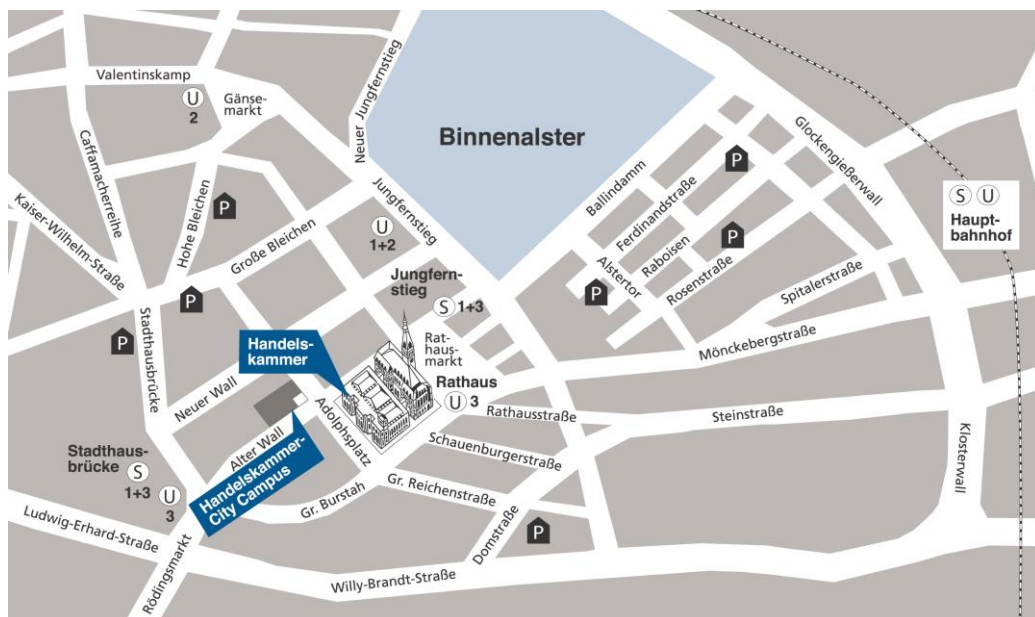 Valentinskamp
U
2
Gänse-
markt
Neuer Jungfernstieg
Binnenalster
Caffamacherreihe
Kaiser-Wilhelm-Straße
Hohe Bleichen
P
Große Bleichen
U
1+2
Jungfernstieg
Ballindamm
Ferdinandstraße
P
Glockengießerwall
S U
Haupt-
bahnhof
Raboisen
P
Alstertor
Rosenstraße
P
Spitalerstraße
Jungfern-
stieg
S 1+3
P
P
Stadthausbrücke
Handels-
kammer
Rat-
haus
markt
Mönckebergstraße
Neuer Wall
Rathaus
U 3
Rathausstraße
Steinstraße
Adolphsplatz
Alter Wall
Schauenburgerstraße
Klosterwall
Stadthaus-
brücke
S
1+3
U
3
Handelskammer-
City Campus
Gr. Burstah
Gr. Reichenstraße
Ludwig-Erhard-Straße
Rödingsmarkt
Domstraße
P
Willy-Brandt-Straße